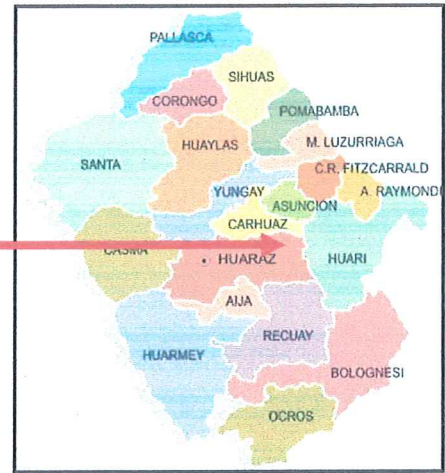 PALLASCA
SIHUAS
CORONGO
POMABAMBA
HUAYLAS
M. LUZURRIAGA
SANTA
C.R. FITZCARRALD
YUNGAY
A. RAYMONDI
ASUNCION
CARHUAZ
CASMA
HUARAZ
HUARI
AIJA
RECUAY
HUARMEY
BOLOGNESI
OCROS